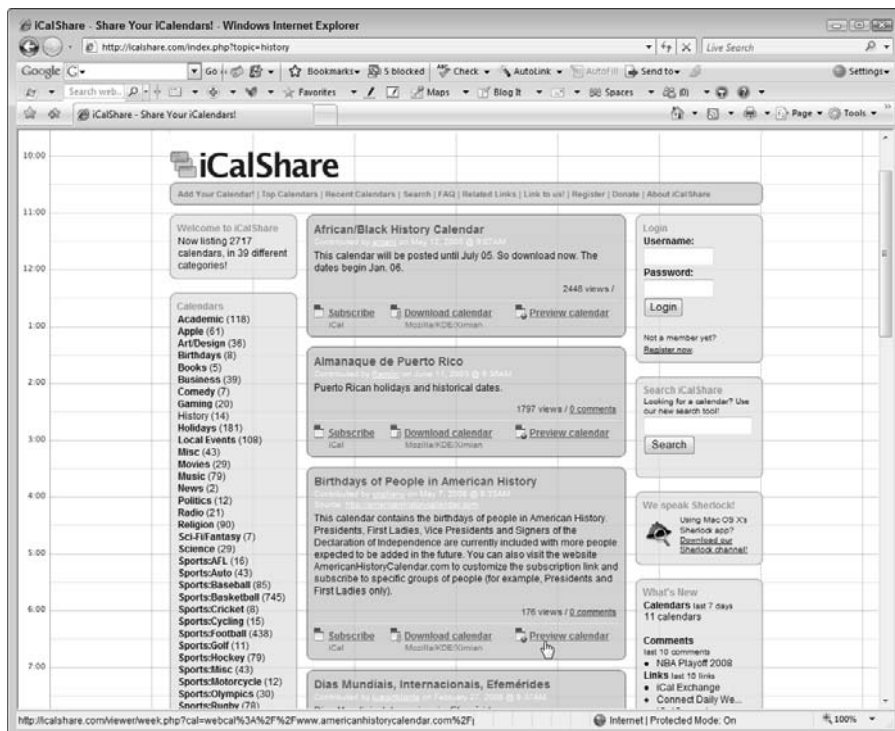 iCalShare - Share Your iCalendars! - Windows Internet Explorer
http://icalshare.com/index.php?topic=history
Live Search
Google
Go
Bookmarks
5 blocked
Check
AutoLink
AutoFill
Send to
Settings
Search web...
Favorites
Maps
Blog It
Spaces
(0)
iCalShare - Share Your iCalendars!
Page
Tools
10:00
11:00
12:00
1:00
2:00
3:00
4:00
5:00
6:00
7:00
iCalShare
Add Your Calendar! | Top Calendars | Recent Calendars | Search | FAQ | Related Links | Link to us! | Register | Donate | About iCalShare
Welcome to iCalShare
Now listing 2717
calendars, in 39 different
categories!
Calendars
Academic (118)
Apple (61)
Art/Design (36)
Birthdays (8)
Books (5)
Business (39)
Comedy (7)
Gaming (20)
History (14)
Holidays (181)
Local Events (108)
Misc (43)
Movies (29)
Music (79)
News (2)
Politics (12)
Radio (21)
Religion (90)
Sci-Fi/Fantasy (7)
Science (29)
Sports:AFL (16)
Sports:Auto (43)
Sports:Baseball (85)
Sports:Basketball (745)
Sports:Cricket (8)
Sports:Cycling (15)
Sports:Football (438)
Sports:Golf (11)
Sports:Hockey (79)
Sports:Misc (43)
Sports:Motorcycle (12)
Sports:Olympics (30)
Sports:Rugby (78)
African/Black History Calendar
This calendar will be posted until July 05. So download now. The
dates begin Jan. 06.
2448 views /
Subscribe
iCal
Download calendar
Mozilla/KDE/Ximian
Preview calendar
Almanaque de Puerto Rico
Puerto Rican holidays and historical dates.
1797 views / 0 comments
Subscribe
iCal
Download calendar
Mozilla/KDE/Ximian
Preview calendar
Birthdays of People in American History
This calendar contains the birthdays of people in American History.
Presidents, First Ladies, Vice Presidents and Signers of the
Declaration of Independence are currently included with more people
expected to be added in the future. You can also visit the website
AmericanHistoryCalendar.com to customize the subscription link and
subscribe to specific groups of people (for example, Presidents and
First Ladies only).
176 views / 0 comments
Subscribe
iCal
Download calendar
Mozilla/KDE/Ximian
Preview calendar
Dias Mundiais, Internacionais, Efemérides
Login
Username:
Password:
Login
Not a member yet?
Register now.
Search iCalShare
Looking for a calendar? Use
our new search tool!
Search
We speak Sherlock!
Using Mac OS X's
Sherlock app?
Download our
Sherlock channel!
What's New
Calendars last 7 days
11 calendars
Comments
last 10 comments
• NBA Playoff 2008
Links last 10 links
• iCal Exchange
• Connect Daily We...
http://icalshare.com/viewer/week.php?cal=webcal%3A%2F%2Fwww.americanhistorycalendar.com%2F
Internet | Protected Mode: On
100%